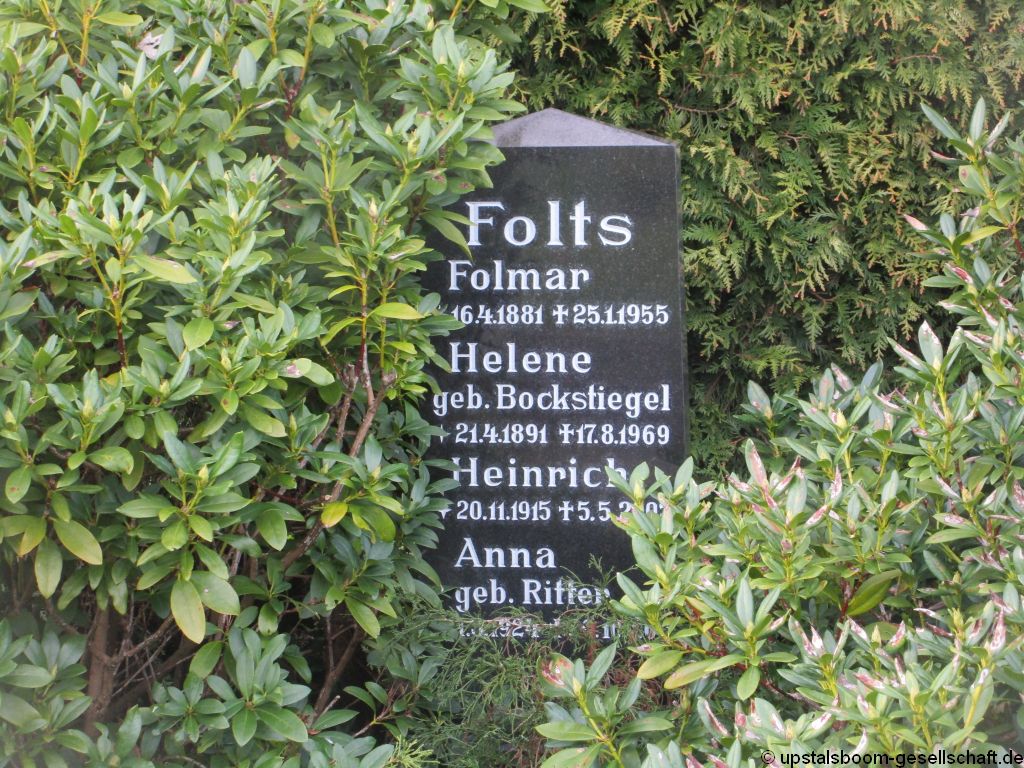 Folts
Folmar
* 16.4.1881 ✝ 25.1.1955
Helene
geb. Bockstiegel
* 21.4.1891 ✝ 17.8.1969
Heinrich
* 20.11.1915 ✝ 5.5.
Anna
geb. Ritter
© upstalsboom-gesellschaft.de